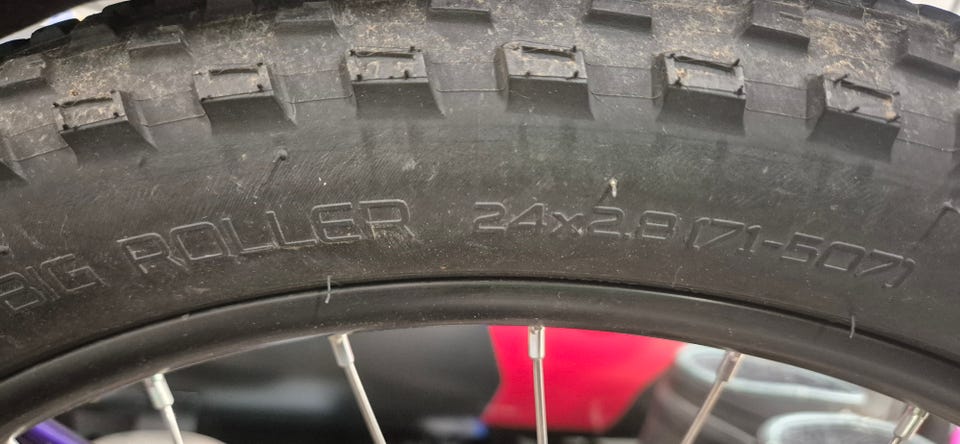 BIG ROLLER 24x2.8 (71-507)